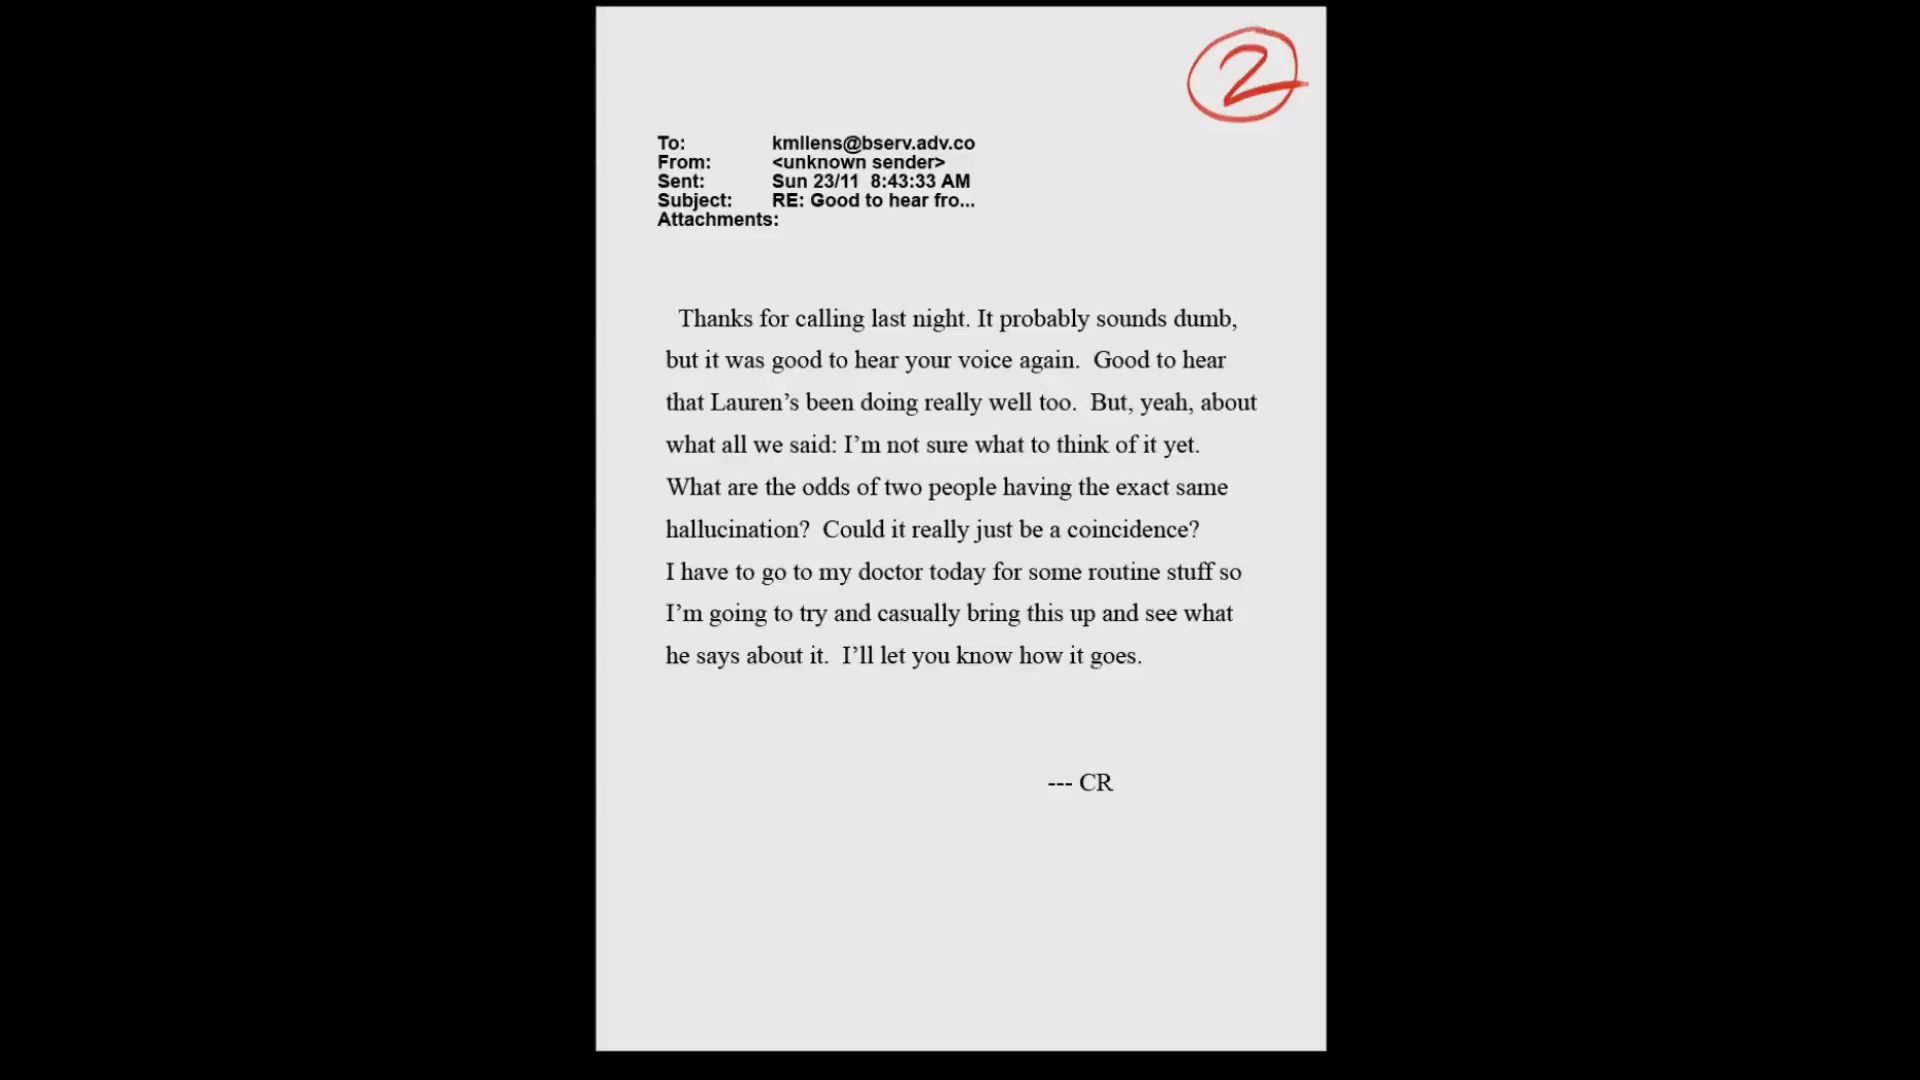 2
To: kmllens@bserv.adv.co
From: <unknown sender>
Sent: Sun 23/11 8:43:33 AM
Subject: RE: Good to hear fro...
Attachments:
Thanks for calling last night. It probably sounds dumb,
but it was good to hear your voice again. Good to hear
that Lauren’s been doing really well too. But, yeah, about
what all we said: I’m not sure what to think of it yet.
What are the odds of two people having the exact same
hallucination? Could it really just be a coincidence?
I have to go to my doctor today for some routine stuff so
I’m going to try and casually bring this up and see what
he says about it. I’ll let you know how it goes.
--- CR